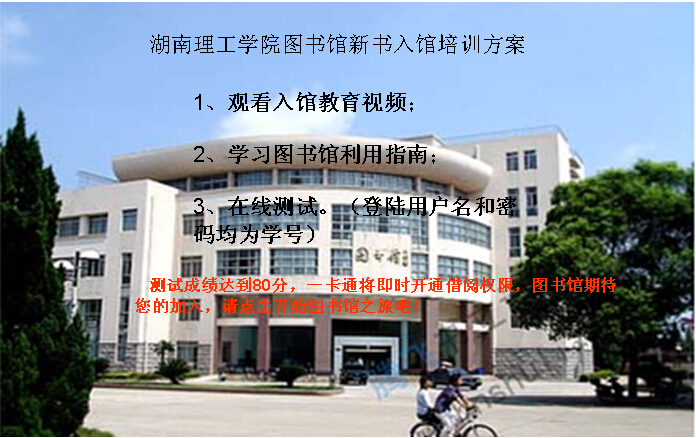 湖南理工学院图书馆新书入馆培训方案
1、观看入馆教育视频；
2、学习图书馆利用指南；
3、在线测试。（登陆用户名和密
码均为学号）
图书馆
测试成绩达到80分，一卡通将即时开通借阅权限，图书馆期待
您的加入，请点击开始图书馆之旅吧！